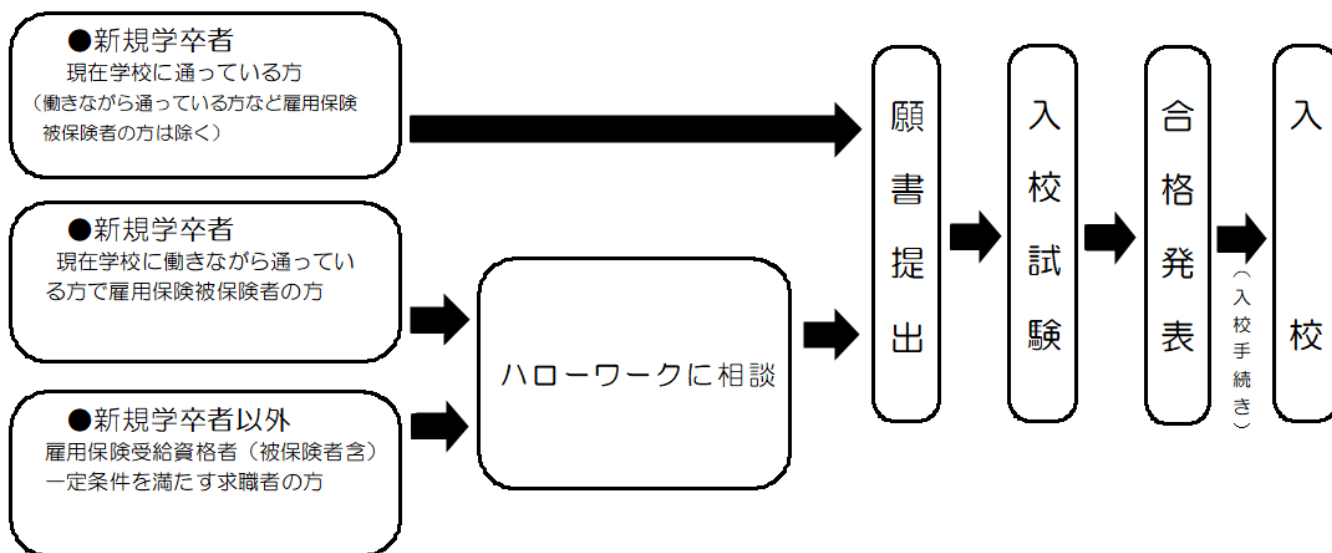 ●新規学卒者
現在学校に通っている方
（働きながら通っている方など雇用保険
被保険者の方は除く）
●新規学卒者
現在学校に働きながら通ってい
る方で雇用保険被保険者の方
●新規学卒者以外
雇用保険受給資格者（被保険者含）
一定条件を満たす求職者の方
ハローワークに相談
願書提出
入校試験
合格発表
（入校手続き）
入校